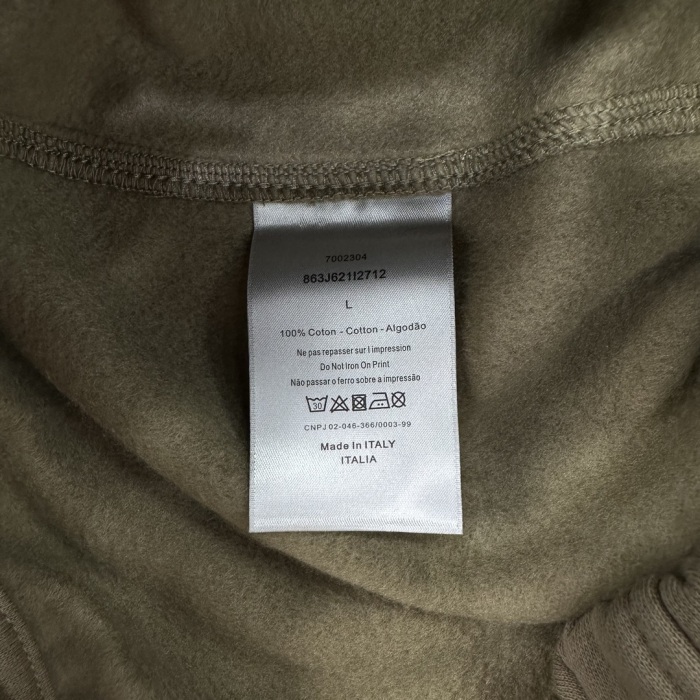 7002304
863J621I2712
L
100% Coton - Cotton - Algodão
Ne pas repasser sur l impression
Do Not Iron On Print
Não passar o ferro sobre a impressão
30
CNPJ 02-046-366/0003-99
Made In ITALY
ITALIA